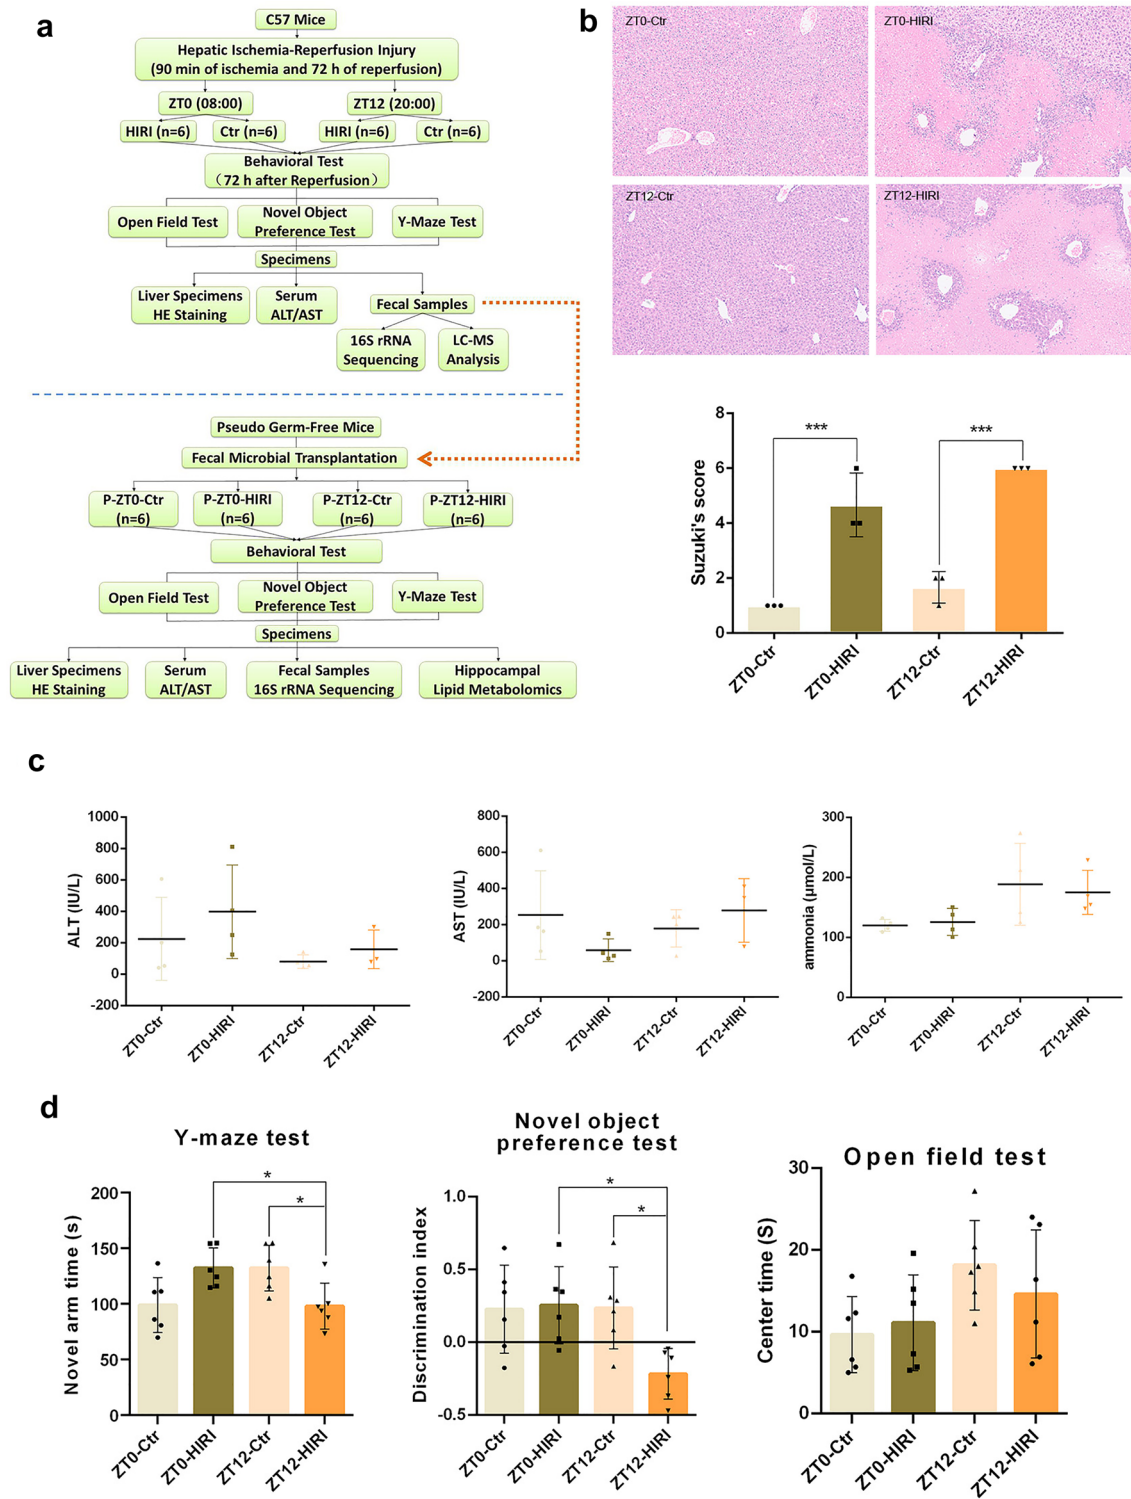 a
C57 Mice
Hepatic Ischemia-Reperfusion Injury
(90 min of ischemia and 72 h of reperfusion)
ZT0 (08:00)
ZT12 (20:00)
HIRI (n=6)
Ctr (n=6)
HIRI (n=6)
Ctr (n=6)
Behavioral Test
（72 h after Reperfusion）
Open Field Test
Novel Object
Preference Test
Y-Maze Test
Specimens
Liver Specimens
HE Staining
Serum
ALT/AST
Fecal Samples
16S rRNA
Sequencing
LC-MS
Analysis
Pseudo Germ-Free Mice
Fecal Microbial Transplantation
P-ZT0-Ctr
(n=6)
P-ZT0-HIRI
(n=6)
P-ZT12-Ctr
(n=6)
P-ZT12-HIRI
(n=6)
Behavioral Test
Open Field Test
Novel Object
Preference Test
Y-Maze Test
Specimens
Liver Specimens
HE Staining
Serum
ALT/AST
Fecal Samples
16S rRNA Sequencing
Hippocampal
Lipid Metabolomics
b
ZT0-Ctr
ZT0-HIRI
ZT12-Ctr
ZT12-HIRI
Suzuki's score
8
6
4
2
0
***
***
ZT0-Ctr
ZT0-HIRI
ZT12-Ctr
ZT12-HIRI
c
ALT (IU/L)
1000
800
600
400
200
0
-200
ZT0-Ctr
ZT0-HIRI
ZT12-Ctr
ZT12-HIRI
AST (IU/L)
800
600
400
200
0
-200
ZT0-Ctr
ZT0-HIRI
ZT12-Ctr
ZT12-HIRI
ammonia (μmol/L)
300
200
100
0
ZT0-Ctr
ZT0-HIRI
ZT12-Ctr
ZT12-HIRI
d
Y-maze test
Novel arm time (s)
200
150
100
50
0
*
*
ZT0-Ctr
ZT0-HIRI
ZT12-Ctr
ZT12-HIRI
Novel object
preference test
Discrimination index
1.0
0.5
0.0
-0.5
*
*
ZT0-Ctr
ZT0-HIRI
ZT12-Ctr
ZT12-HIRI
Open field test
Center time (S)
30
20
10
0
ZT0-Ctr
ZT0-HIRI
ZT12-Ctr
ZT12-HIRI